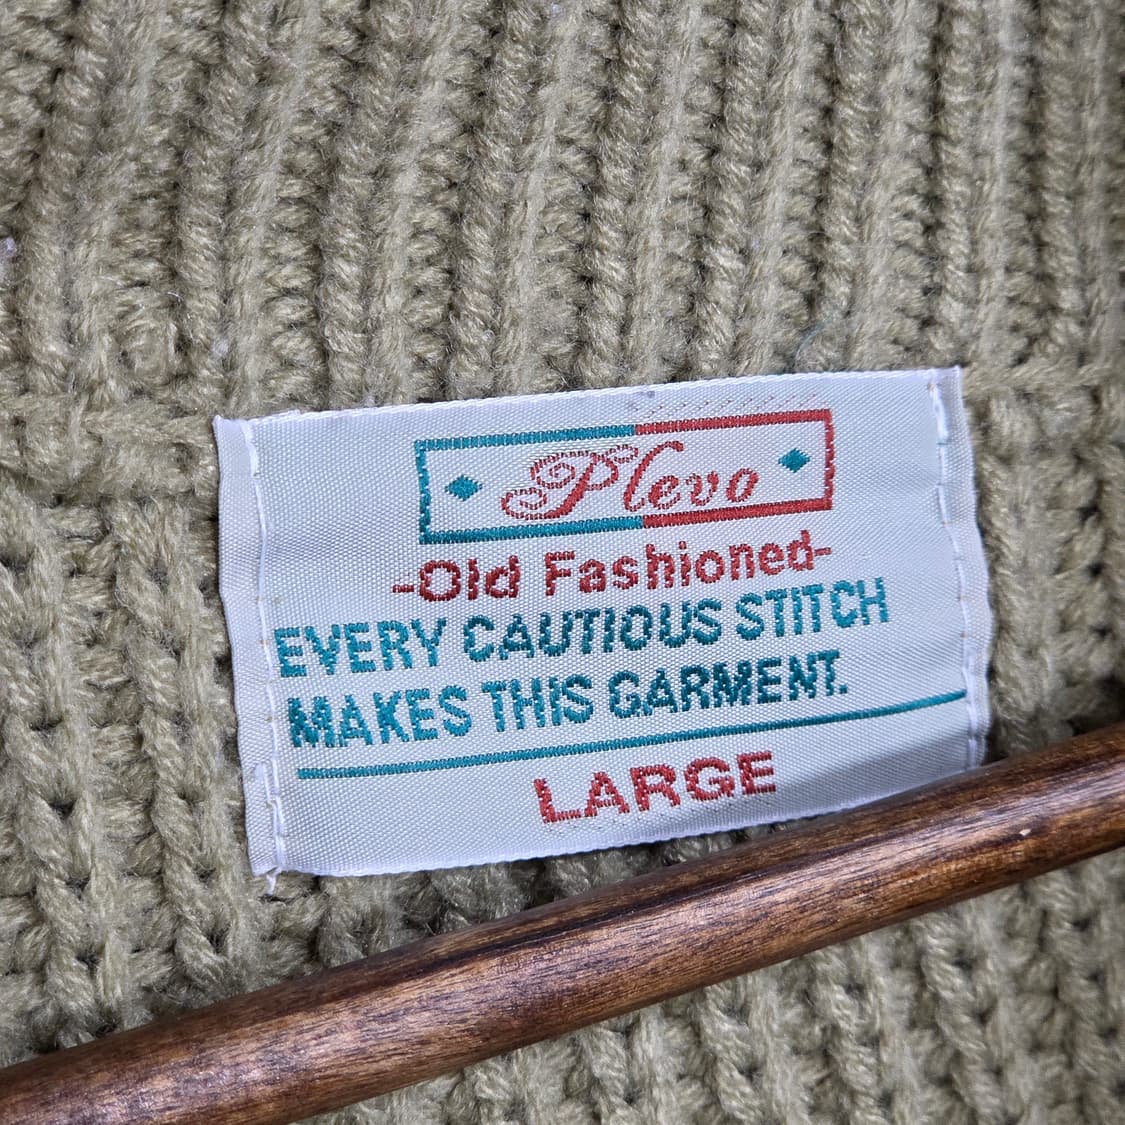 Plevo
-Old Fashioned-
EVERY CAUTIOUS STITCH
MAKES THIS GARMENT.
LARGE